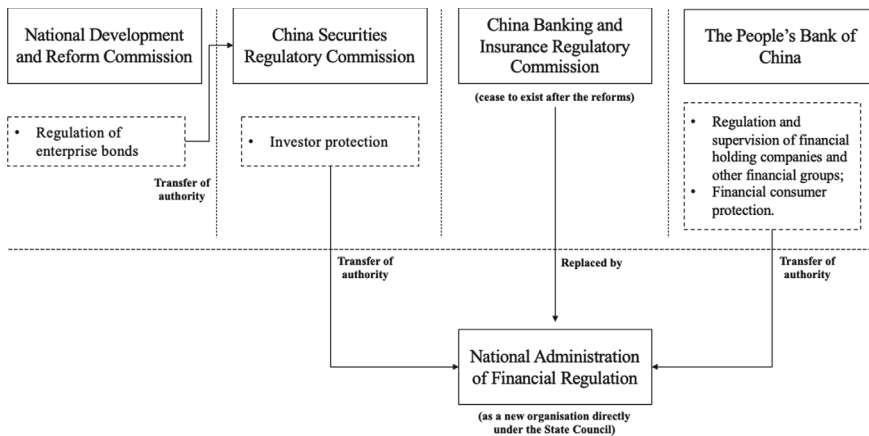 National Development
and Reform Commission
China Securities
Regulatory Commission
China Banking and
Insurance Regulatory
Commission
(cease to exist after the reforms)
The People’s Bank of
China
• Regulation of
enterprise bonds
Transfer of
authority
• Investor protection
• Regulation and
supervision of financial
holding companies and
other financial groups;
• Financial consumer
protection.
Transfer of
authority
Replaced by
Transfer of
authority
National Administration
of Financial Regulation
(as a new organisation directly
under the State Council)